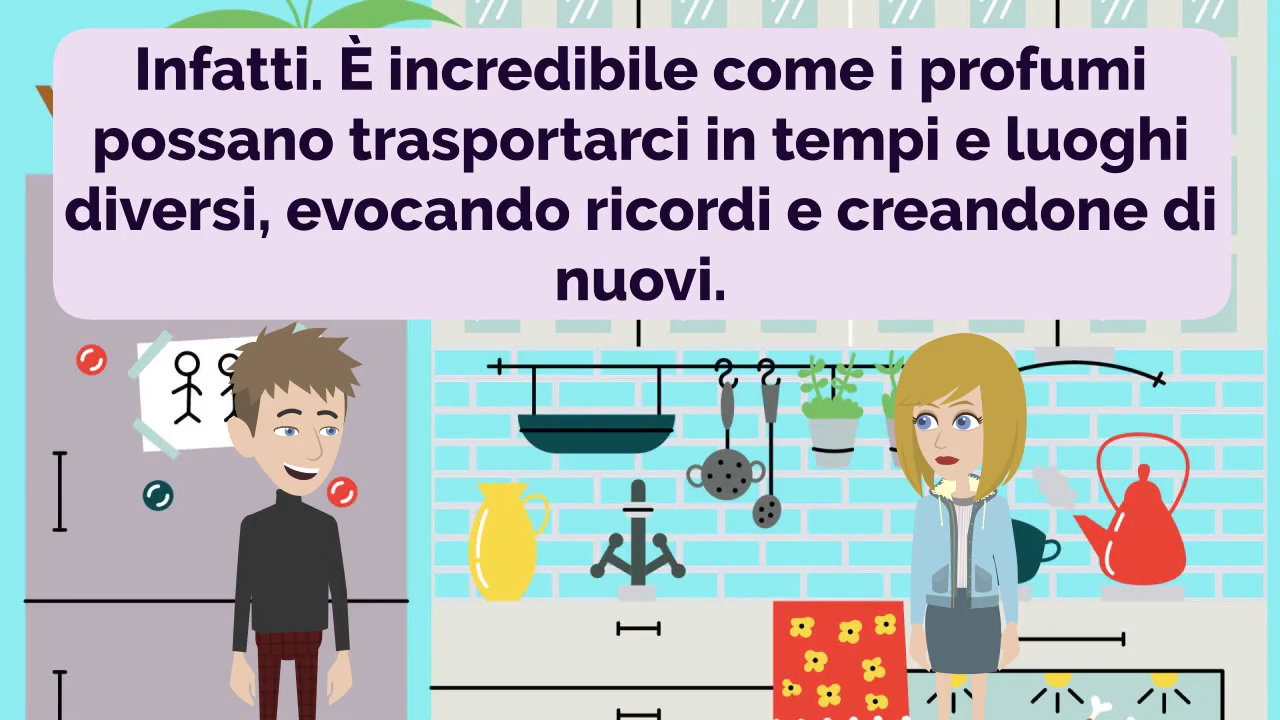 Infatti. È incredibile come i profumi
possano trasportarci in tempi e luoghi
diversi, evocando ricordi e creandone di
nuovi.